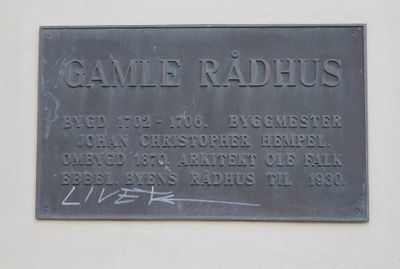 GAMLE RÅDHUS
BYGD 1702-1706. BYGGMESTER
JOHAN CHRISTOPHER HEMPEL.
OMBYGD 1870, ARKITEKT OLE FALK
EBBEL. BYENS RÅDHUS TIL 1930.